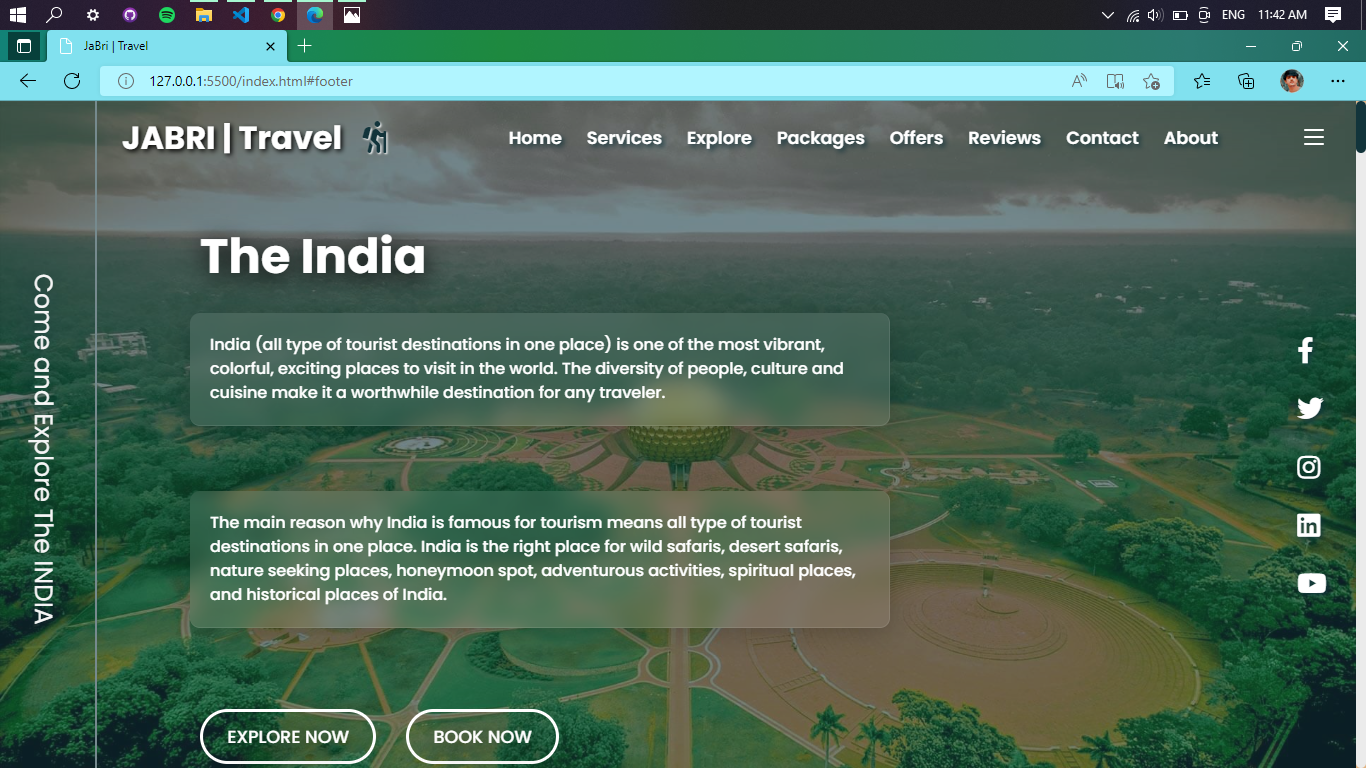 ENG 11:42 AM
JaBri | Travel
127.0.0.1:5500/index.html#footer
JABRI | Travel
Home Services Explore Packages Offers Reviews Contact About
The India
Come and Explore The INDIA
India (all type of tourist destinations in one place) is one of the most vibrant,
colorful, exciting places to visit in the world. The diversity of people, culture and
cuisine make it a worthwhile destination for any traveler.
The main reason why India is famous for tourism means all type of tourist
destinations in one place. India is the right place for wild safaris, desert safaris,
nature seeking places, honeymoon spot, adventurous activities, spiritual places,
and historical places of India.
EXPLORE NOW BOOK NOW